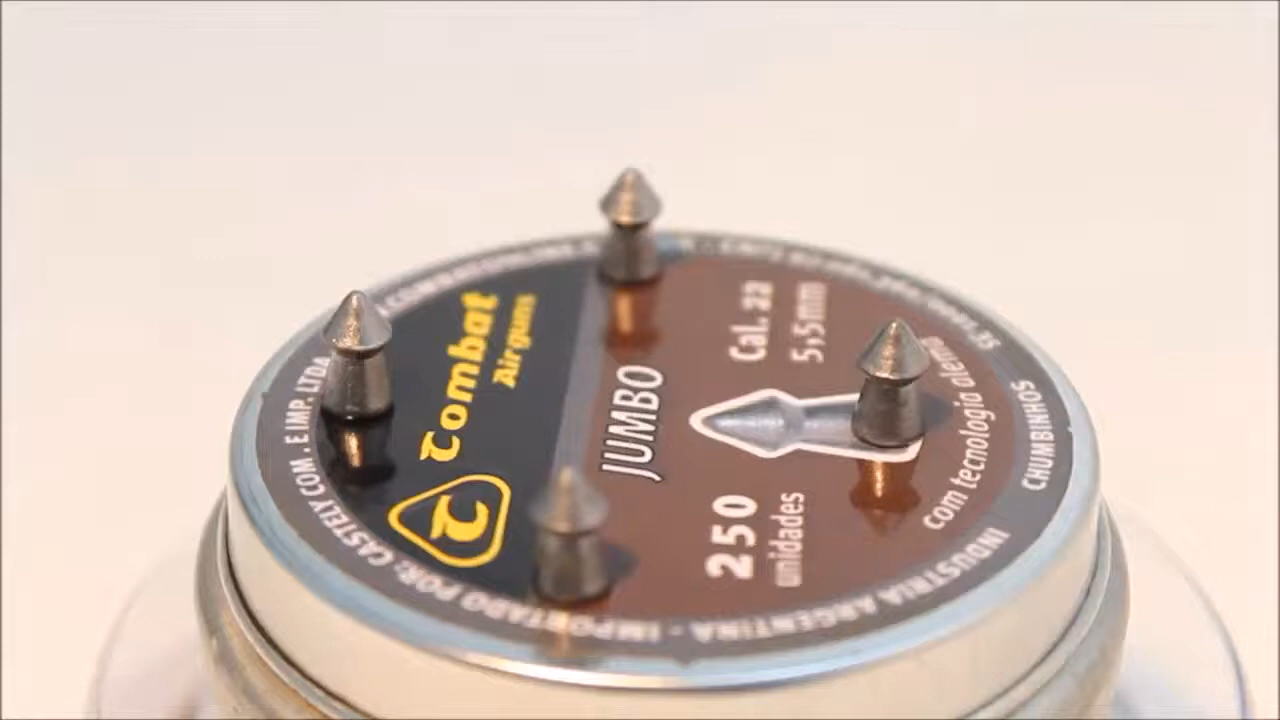 Combat
Airguns
JUMBO
Cal. 22
5,5mm
250
unidades
com tecnologia alemã
CHUMBINHOS
INDUSTRIA ARGENTINA - IMPORTADO POR: CASTELY COM. E IMP. LTDA